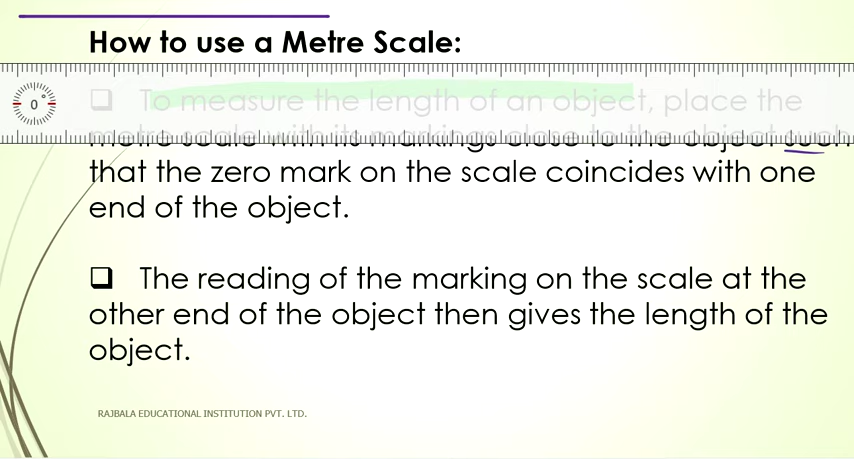 How to use a Metre Scale:
0°
❑ To measure the length of an object, place the
metre scale with its markings close to the object such
that the zero mark on the scale coincides with one
end of the object.
❑ The reading of the marking on the scale at the
other end of the object then gives the length of the
object.
RAJBALA EDUCATIONAL INSTITUTION PVT. LTD.